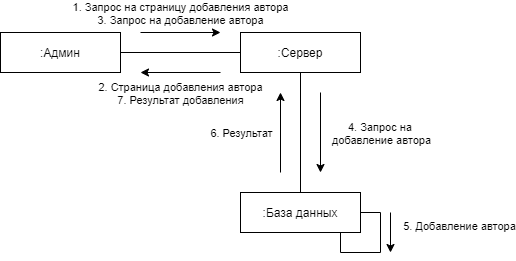 1. Запрос на страницу добавления автора
3. Запрос на добавление автора
:Админ
:Сервер
2. Страница добавления автора
7. Результат добавления
6. Результат
4. Запрос на
добавление автора
:База данных
5. Добавление автора